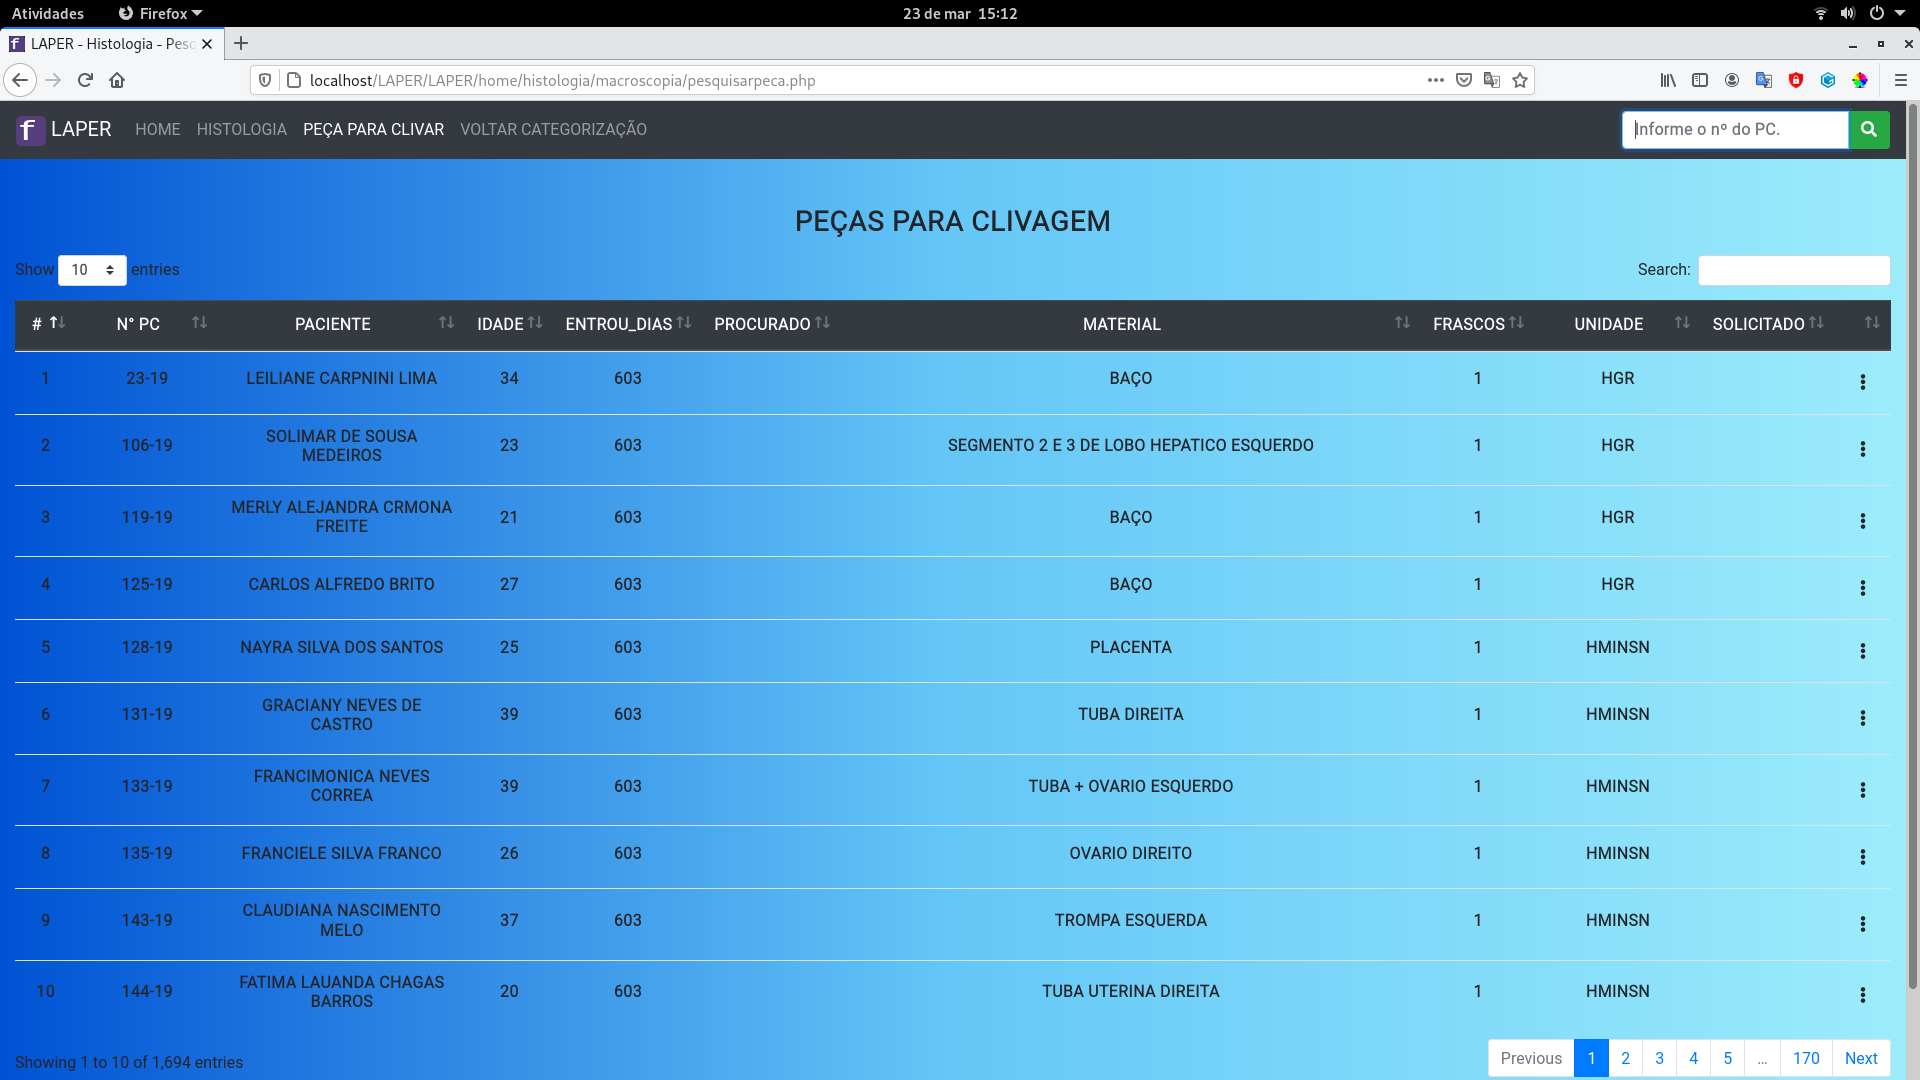 Atividades Firefox 23 de mar 15:12
LAPER - Histologia - Pes
localhost/LAPER/LAPER/home/histologia/macroscopia/pesquisarpeca.php
LAPER HOME HISTOLOGIA PEÇA PARA CLIVAR VOLTAR CATEGORIZAÇÃO Informe o nº do PC.
PEÇAS PARA CLIVAGEM
Show 10 entries Search:
# N° PC PACIENTE IDADE ENTROU_DIAS PROCURADO MATERIAL FRASCOS UNIDADE SOLICITADO
1 23-19 LEILIANE CARPNINI LIMA 34 603 BAÇO 1 HGR
2 106-19 SOLIMAR DE SOUSA MEDEIROS 23 603 SEGMENTO 2 E 3 DE LOBO HEPATICO ESQUERDO 1 HGR
3 119-19 MERLY ALEJANDRA CRMONA FREITE 21 603 BAÇO 1 HGR
4 125-19 CARLOS ALFREDO BRITO 27 603 BAÇO 1 HGR
5 128-19 NAYRA SILVA DOS SANTOS 25 603 PLACENTA 1 HMINSN
6 131-19 GRACIANY NEVES DE CASTRO 39 603 TUBA DIREITA 1 HMINSN
7 133-19 FRANCIMONICA NEVES CORREA 39 603 TUBA + OVARIO ESQUERDO 1 HMINSN
8 135-19 FRANCIELE SILVA FRANCO 26 603 OVARIO DIREITO 1 HMINSN
9 143-19 CLAUDIANA NASCIMENTO MELO 37 603 TROMPA ESQUERDA 1 HMINSN
10 144-19 FATIMA LAUANDA CHAGAS BARROS 20 603 TUBA UTERINA DIREITA 1 HMINSN
Showing 1 to 10 of 1,694 entries Previous 1 2 3 4 5 … 170 Next